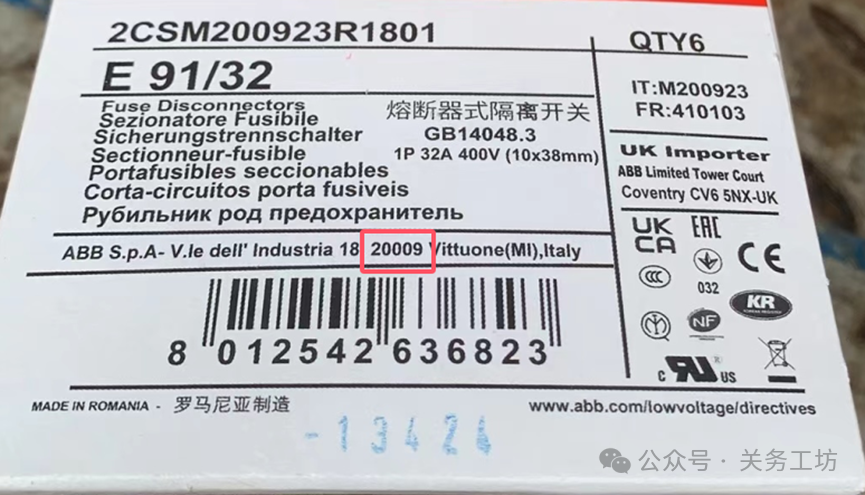 2CSM200923R1801
QTY6
E 91/32
IT:M200923
FR:410103
Fuse Disconnectors
Sezionatore Fusibile
Sicherungstrennschalter
Sectionneur-fusible
Portafusibles seccionables
Corta-circuitos porta fusiveis
Рубильник род предохранитель
熔断器式隔离开关
GB14048.3
1P 32A 400V (10x38mm)
UK Importer
ABB Limited Tower Court
Coventry CV6 5NX-UK
ABB S.p.A- V.le dell' Industria 18 20009 Vittuone(MI),Italy
UK CA
EAC
CE
CCC
032
KR
NF
C RU US
8 012542 636823
MADE IN ROMANIA - 罗马尼亚制造
www.abb.com/lowvoltage/directives
-13424
公众号 · 关务工坊